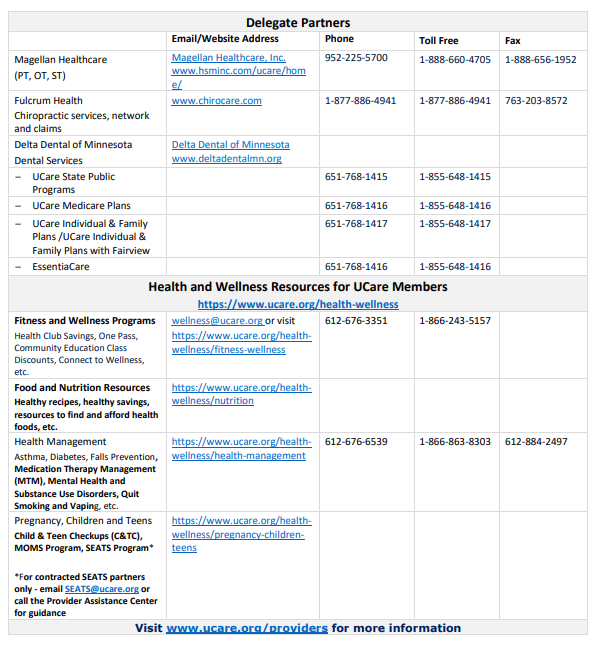 Delegate Partners
Email/Website Address Phone Toll Free Fax
Magellan Healthcare
(PT, OT, ST)
Magellan Healthcare, Inc.
www.hsminc.com/ucare/hom
e/
952-225-5700 1-888-660-4705 1-888-656-1952
Fulcrum Health
Chiropractic services, network
and claims
www.chirocare.com 1-877-886-4941 1-877-886-4941 763-203-8572
Delta Dental of Minnesota
Dental Services
Delta Dental of Minnesota
www.deltadentalmn.org
– UCare State Public
Programs
651-768-1415 1-855-648-1415
– UCare Medicare Plans 651-768-1416 1-855-648-1416
– UCare Individual & Family
Plans /UCare Individual &
Family Plans with Fairview
651-768-1417 1-855-648-1417
– EssentiaCare 651-768-1416 1-855-648-1416
Health and Wellness Resources for UCare Members
https://www.ucare.org/health-wellness
Fitness and Wellness Programs
Health Club Savings, One Pass,
Community Education Class
Discounts, Connect to Wellness,
etc.
wellness@ucare.org or visit
https://www.ucare.org/health-
wellness/fitness-wellness
612-676-3351 1-866-243-5157
Food and Nutrition Resources
Healthy recipes, healthy savings,
resources to find and afford health
foods, etc.
https://www.ucare.org/health-
wellness/nutrition
Health Management
Asthma, Diabetes, Falls Prevention,
Medication Therapy Management
(MTM), Mental Health and
Substance Use Disorders, Quit
Smoking and Vaping, etc.
https://www.ucare.org/health-
wellness/health-management
612-676-6539 1-866-863-8303 612-884-2497
Pregnancy, Children and Teens
Child & Teen Checkups (C&TC),
MOMS Program, SEATS Program*
*For contracted SEATS partners
only - email SEATS@ucare.org or
call the Provider Assistance Center
for guidance
https://www.ucare.org/health-
wellness/pregnancy-children-
teens
Visit www.ucare.org/providers for more information